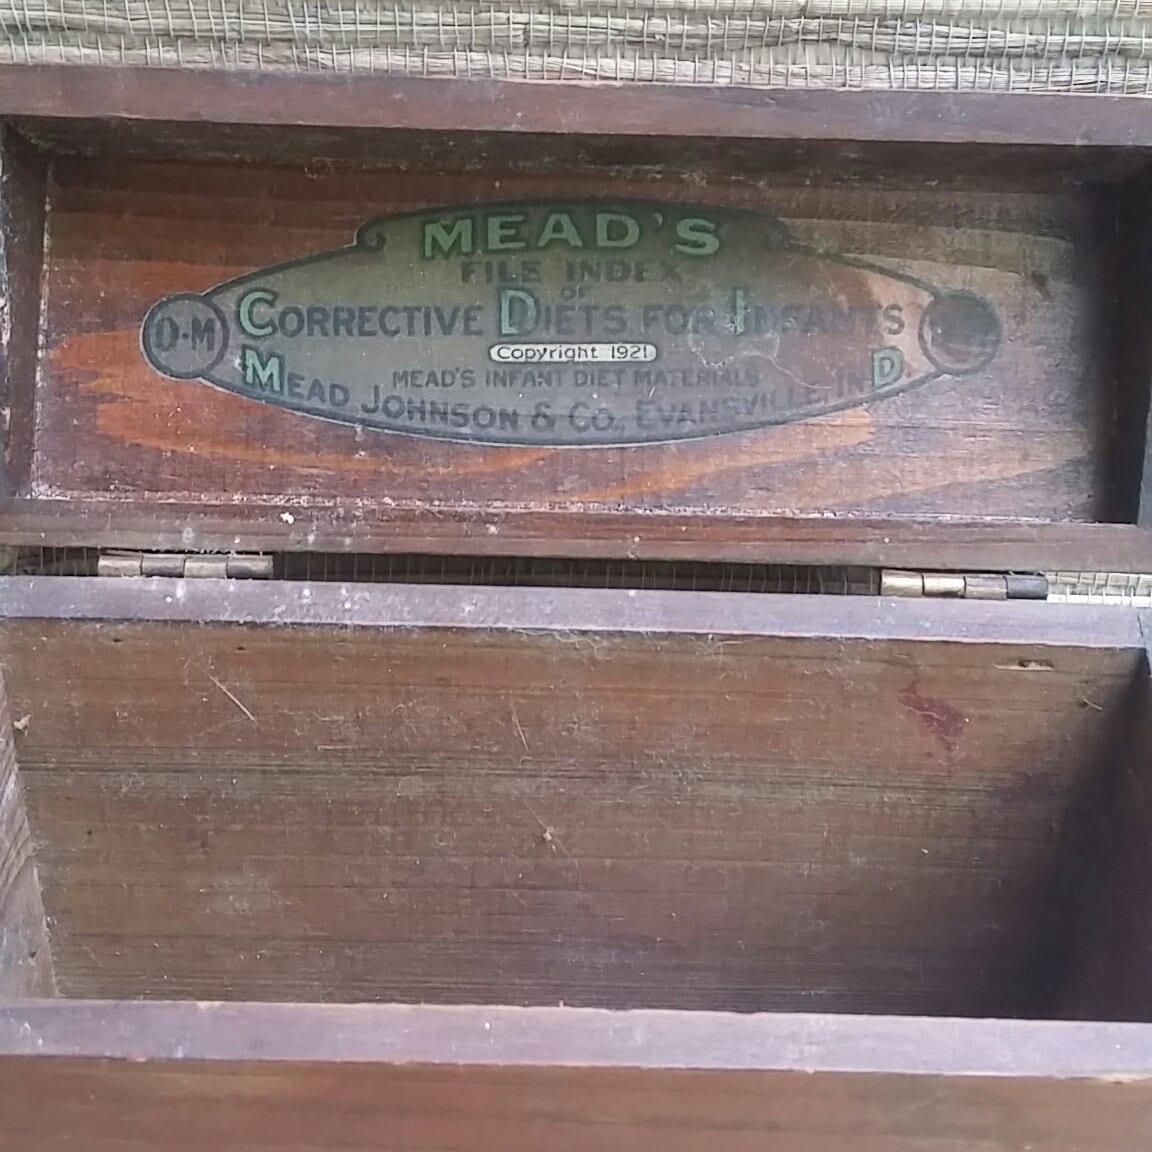 MEAD'S
FILE INDEX
OF
CORRECTIVE DIETS FOR INFANTS
D-M
Copyright 1921
MEAD'S INFANT DIET MATERIALS
MEAD JOHNSON & CO., EVANSVILLE, IND.